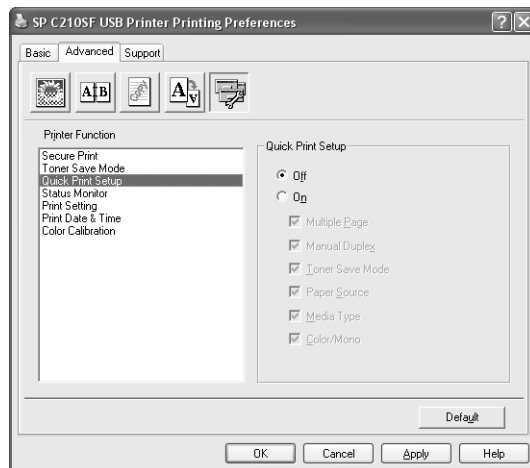 SP C210SF USB Printer Printing Preferences
Basic
Advanced
Support
A B
A A
Printer Function
Secure Print
Toner Save Mode
Quick Print Setup
Status Monitor
Print Setting
Print Date & Time
Color Calibration
Quick Print Setup
Off
On
Multiple Page
Manual Duplex
Toner Save Mode
Paper Source
Media Type
Color/Mono
Default
OK
Cancel
Apply
Help